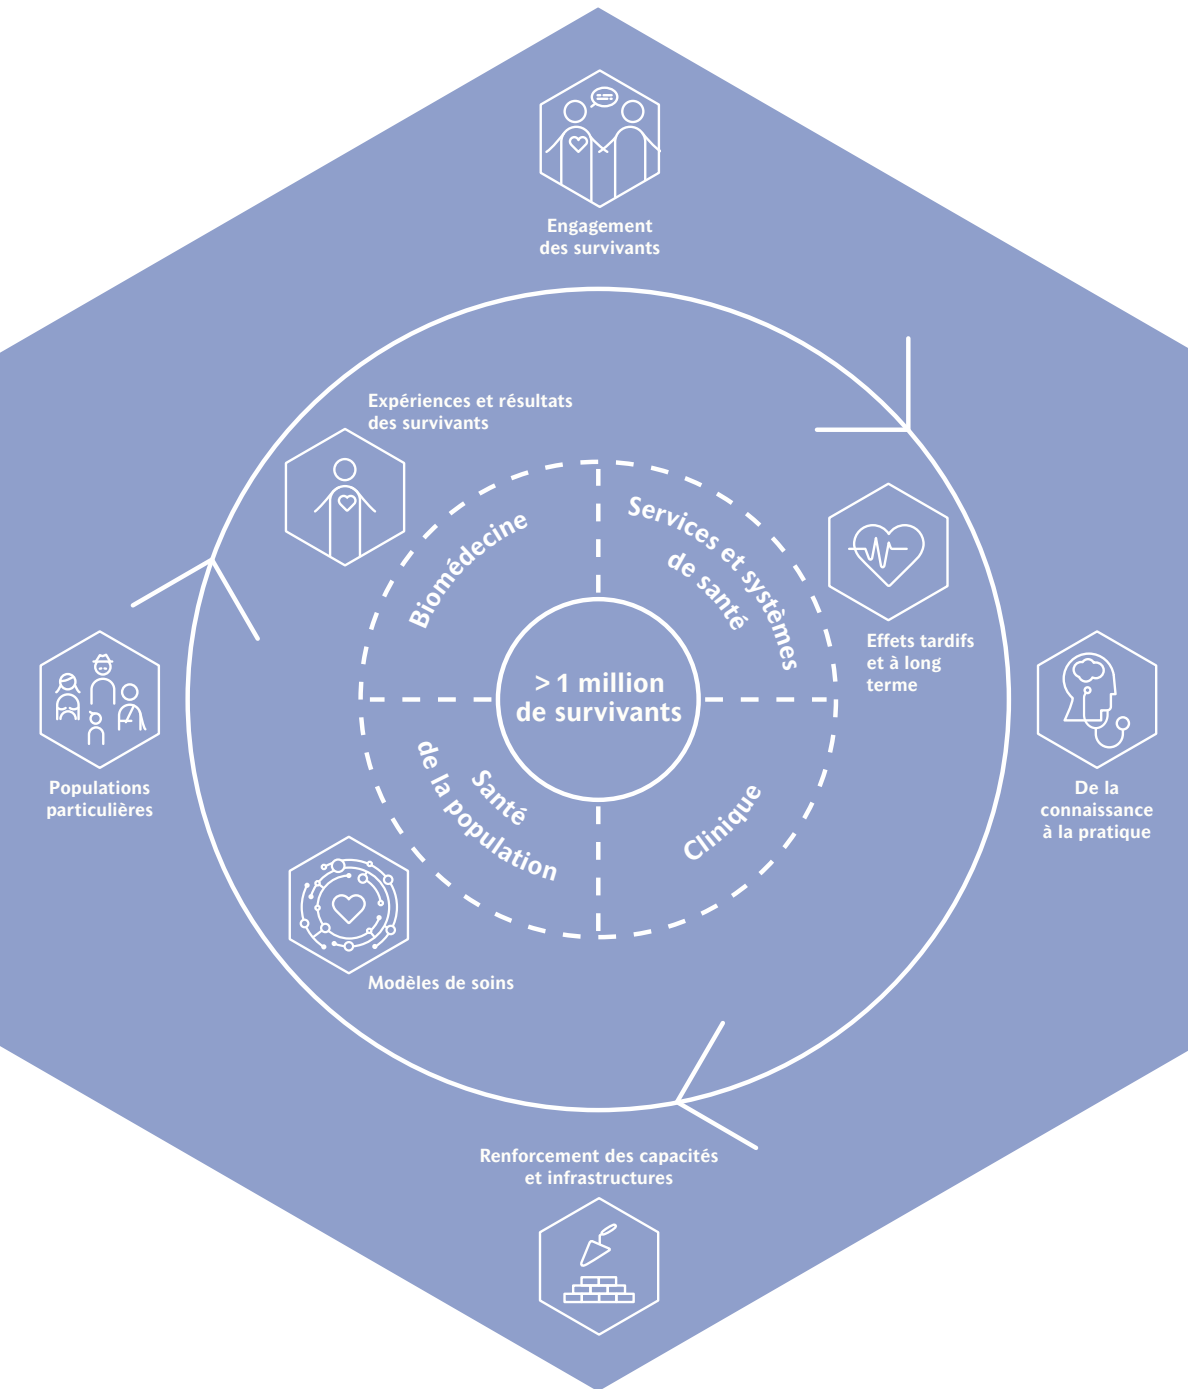 Engagement
des survivants
Expériences et résultats
des survivants
Biomédecine
Services et systèmes
de santé
Effets tardifs
et à long
terme
> 1 million
de survivants
Populations
particulières
De la
connaissance
à la pratique
Santé
de la population
Clinique
Modèles de soins
Renforcement des capacités
et infrastructures